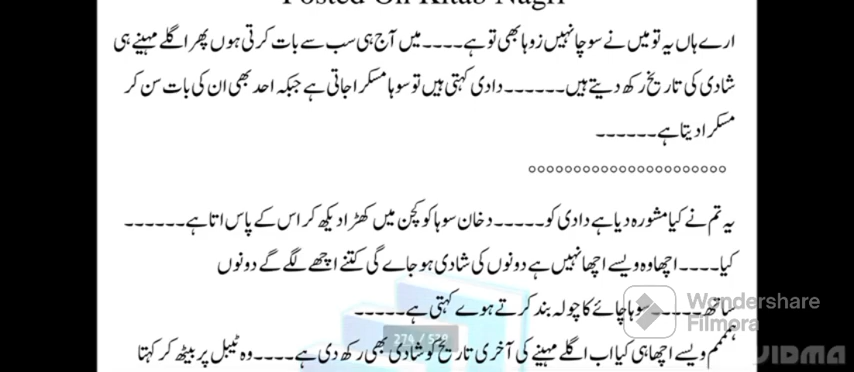 Posted On Kitab Nagri
ارے ہاں یہ تو میں نے سوچا نہیں زوہا بھی تو ہے۔۔۔۔ میں آج ہی سب سے بات کرتی ہوں پھر اگلے مہینے ہی
شادی کی تاریخ رکھ دیتے ہیں۔۔۔۔۔۔ دادی کہتی ہیں تو سوہا مسکرا جاتی ہے جبکہ احد بھی ان کی بات سن کر
مسکرا دیتا ہے۔۔۔۔۔۔
○○○○○○○○○○○○○○○○○○○○○○
یہ تم نے کیا مشورہ دیا ہے دادی کو۔۔۔۔۔ دخان سوہا کو کچن میں کھڑا دیکھ کر اس کے پاس اتا ہے۔۔۔۔۔۔
کیا۔۔۔۔ اچھا وہ ویسے اچھا نہیں ہے دونوں کی شادی ہو جاے گی کتنے اچھے لگے گے دونوں
ساتھ۔۔۔۔۔ سوہا چائے کا چولہ بند کرتے ہوے کہتی ہے۔۔۔۔۔
ہمممم ویسے اچھا ہی کیا اب اگلے مہینے کی آخری تاریخ کو شادی بھی رکھ دی ہے۔۔۔۔ وہ ٹیبل پر بیٹھ کر کہتا
274 / 538
Wondershare
Filmora
VIDMA